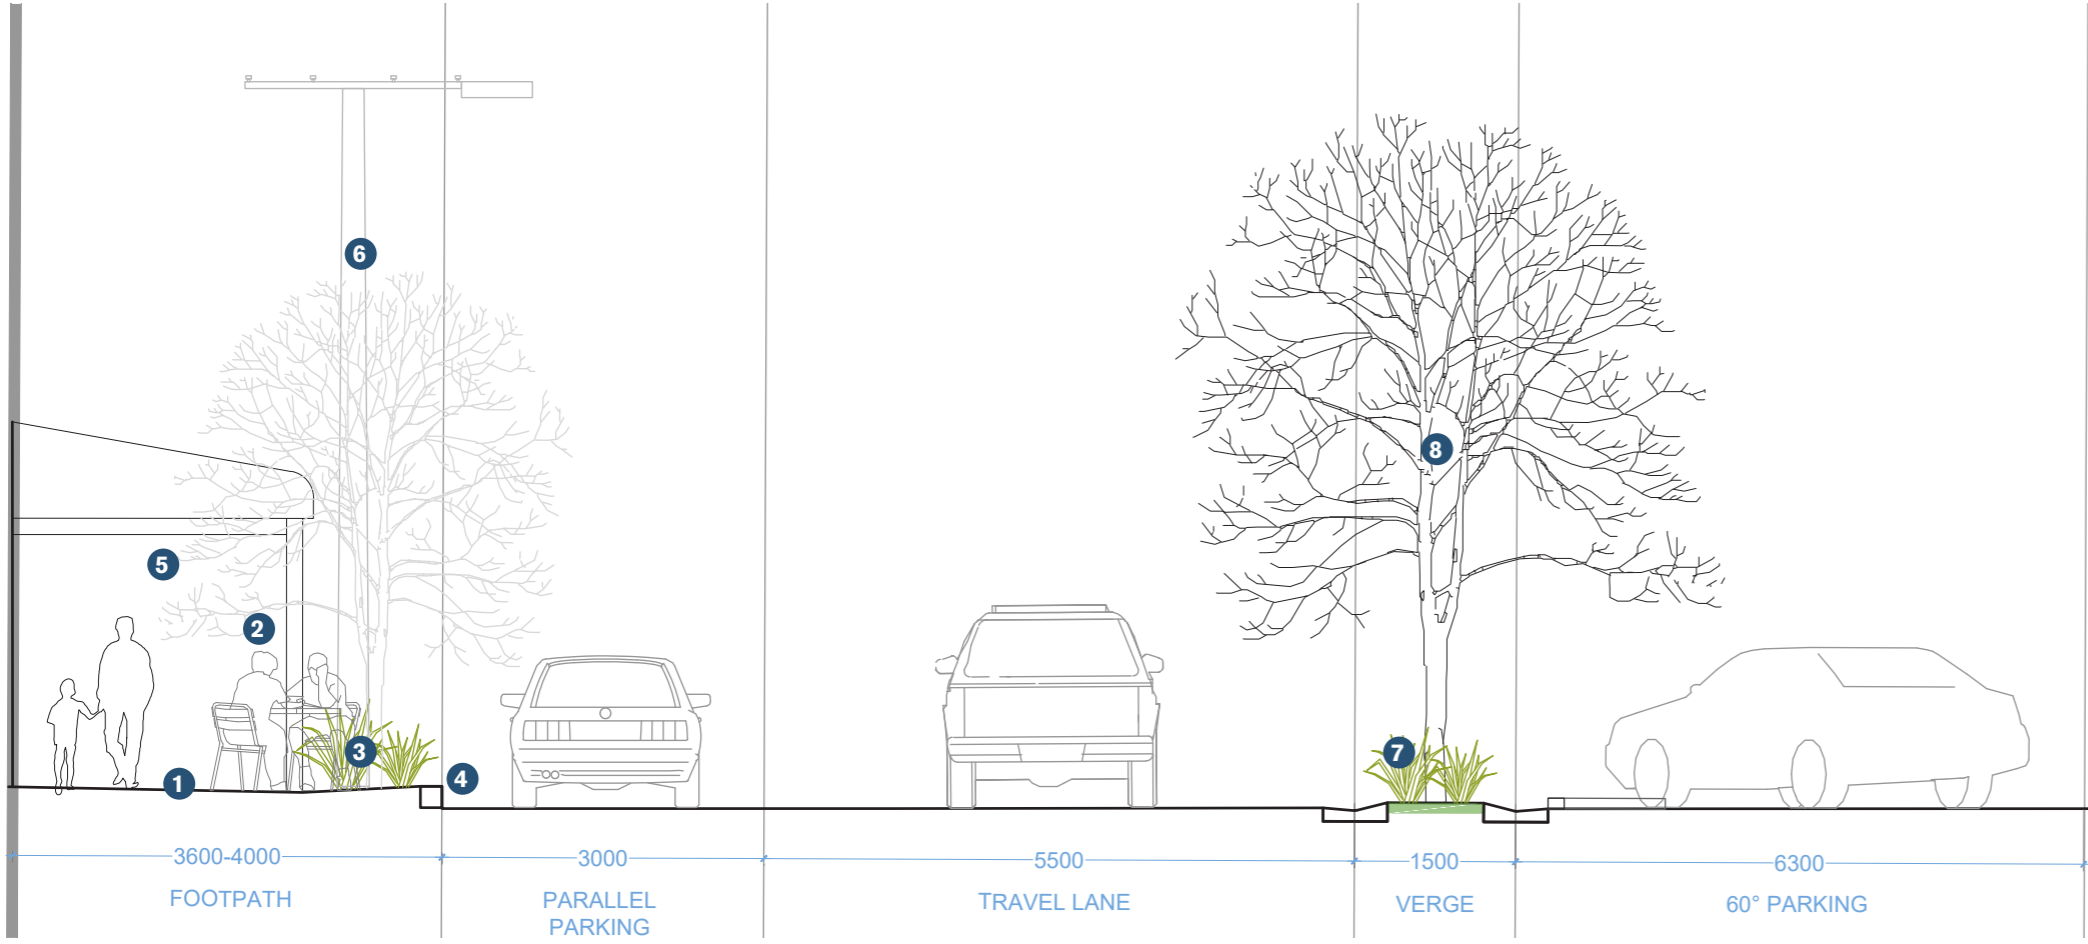 6
8
5
2
3
7
1
4
3600-4000
3000
5500
1500
6300
FOOTPATH
PARALLEL
PARKING
TRAVEL LANE
VERGE
60° PARKING